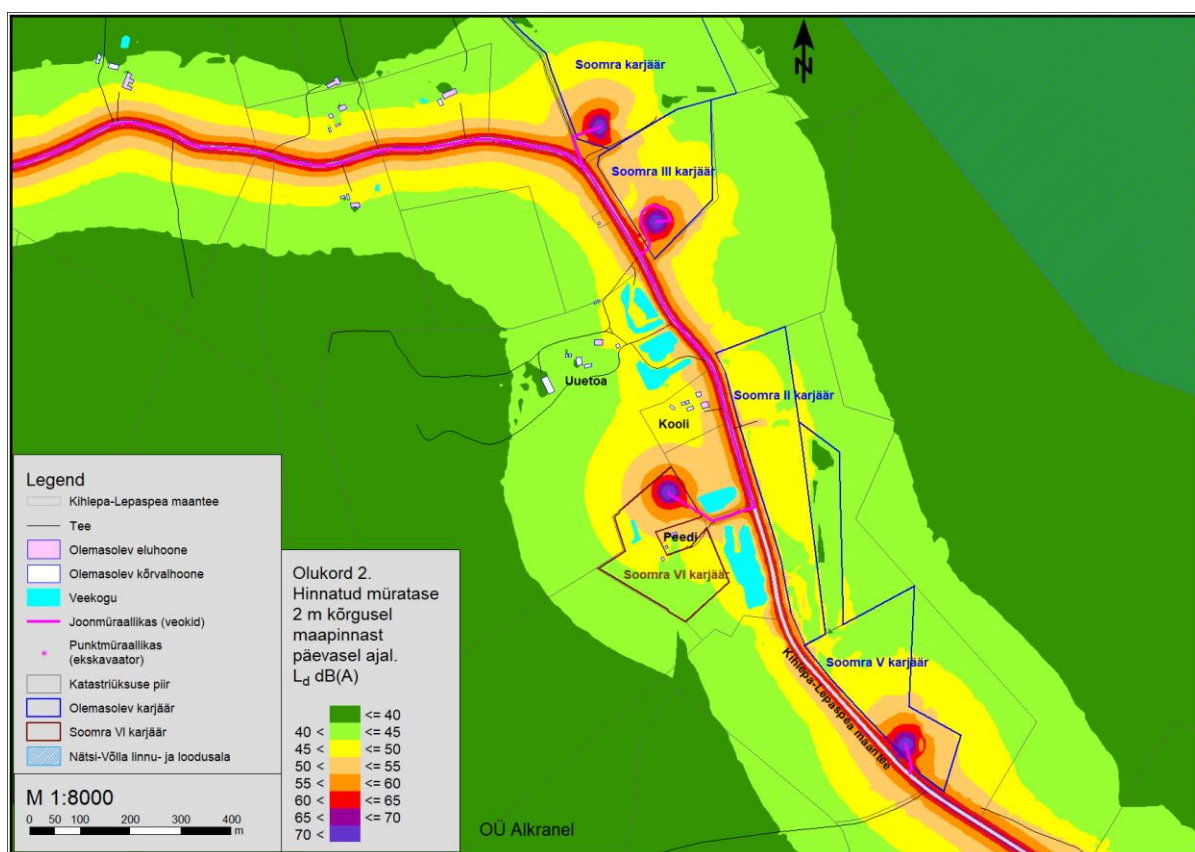 N
Soomra karjäär
Soomra III karjäär
Uuetoa
Soomra II karjäär
Kooli
Peedi
Soomra VI karjäär
Soomra V karjäär
Kihlepa-Lepaspea maantee
Legend
Kihlepa-Lepaspea maantee
Tee
Olemasolev eluhoone
Olemasolev kõrvalhoone
Veekogu
Joonmüraallikas (veokid)
Punktmüraallikas
(ekskavaator)
Katastriüksuse piir
Olemasolev karjäär
Soomra VI karjäär
Nätsi-Võlla linnu- ja loodusala
M 1:8000
0 50 100 200 300 400
m
Olukord 2.
Hinnatud müratase
2 m kõrgusel
maapinnast
päevasel ajal.
Ld dB(A)
<= 40
40 < <= 45
45 < <= 50
50 < <= 55
55 < <= 60
60 < <= 65
65 < <= 70
70 <
OÜ Alkranel